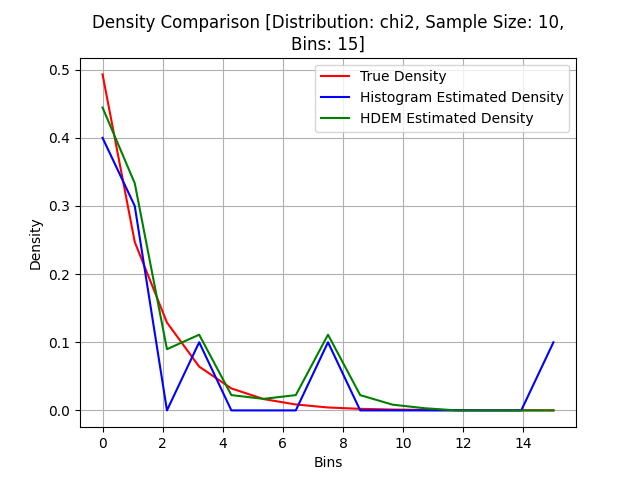 Density Comparison [Distribution: chi2, Sample Size: 10,
Bins: 15]
True Density
Histogram Estimated Density
HDEM Estimated Density
Density
0.5
0.4
0.3
0.2
0.1
0.0
0 2 4 6 8 10 12 14
Bins